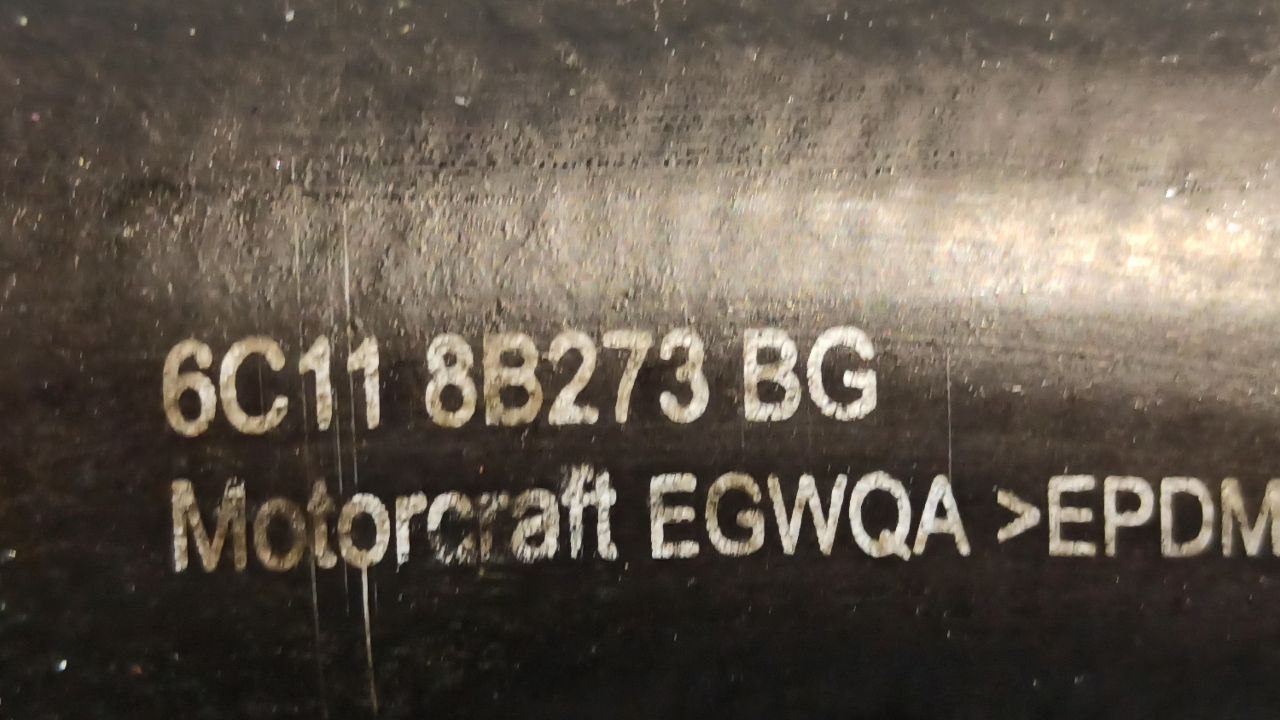 6C11 8B273 BG
Motorcraft EGWQA >EPDM